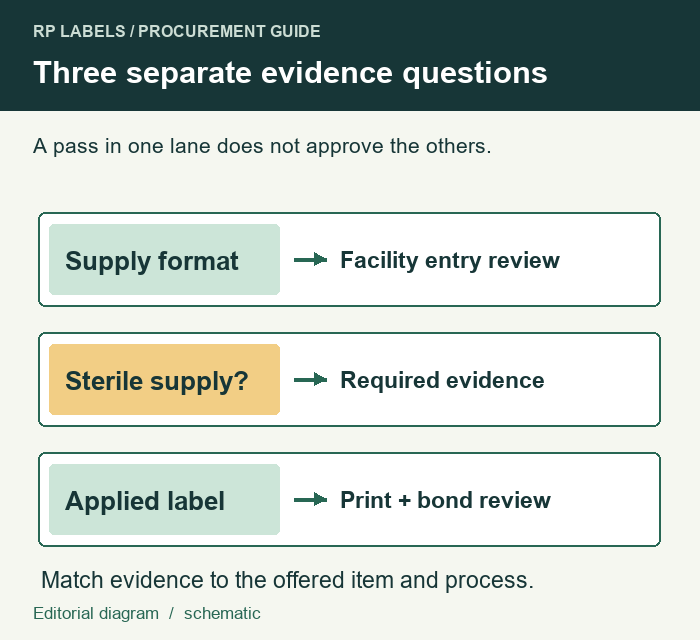 RP LABELS / PROCUREMENT GUIDE
Three separate evidence questions
A pass in one lane does not approve the others.
Supply format
Facility entry review
Sterile supply?
Required evidence
Applied label
Print + bond review
Match evidence to the offered item and process.
Editorial diagram / schematic